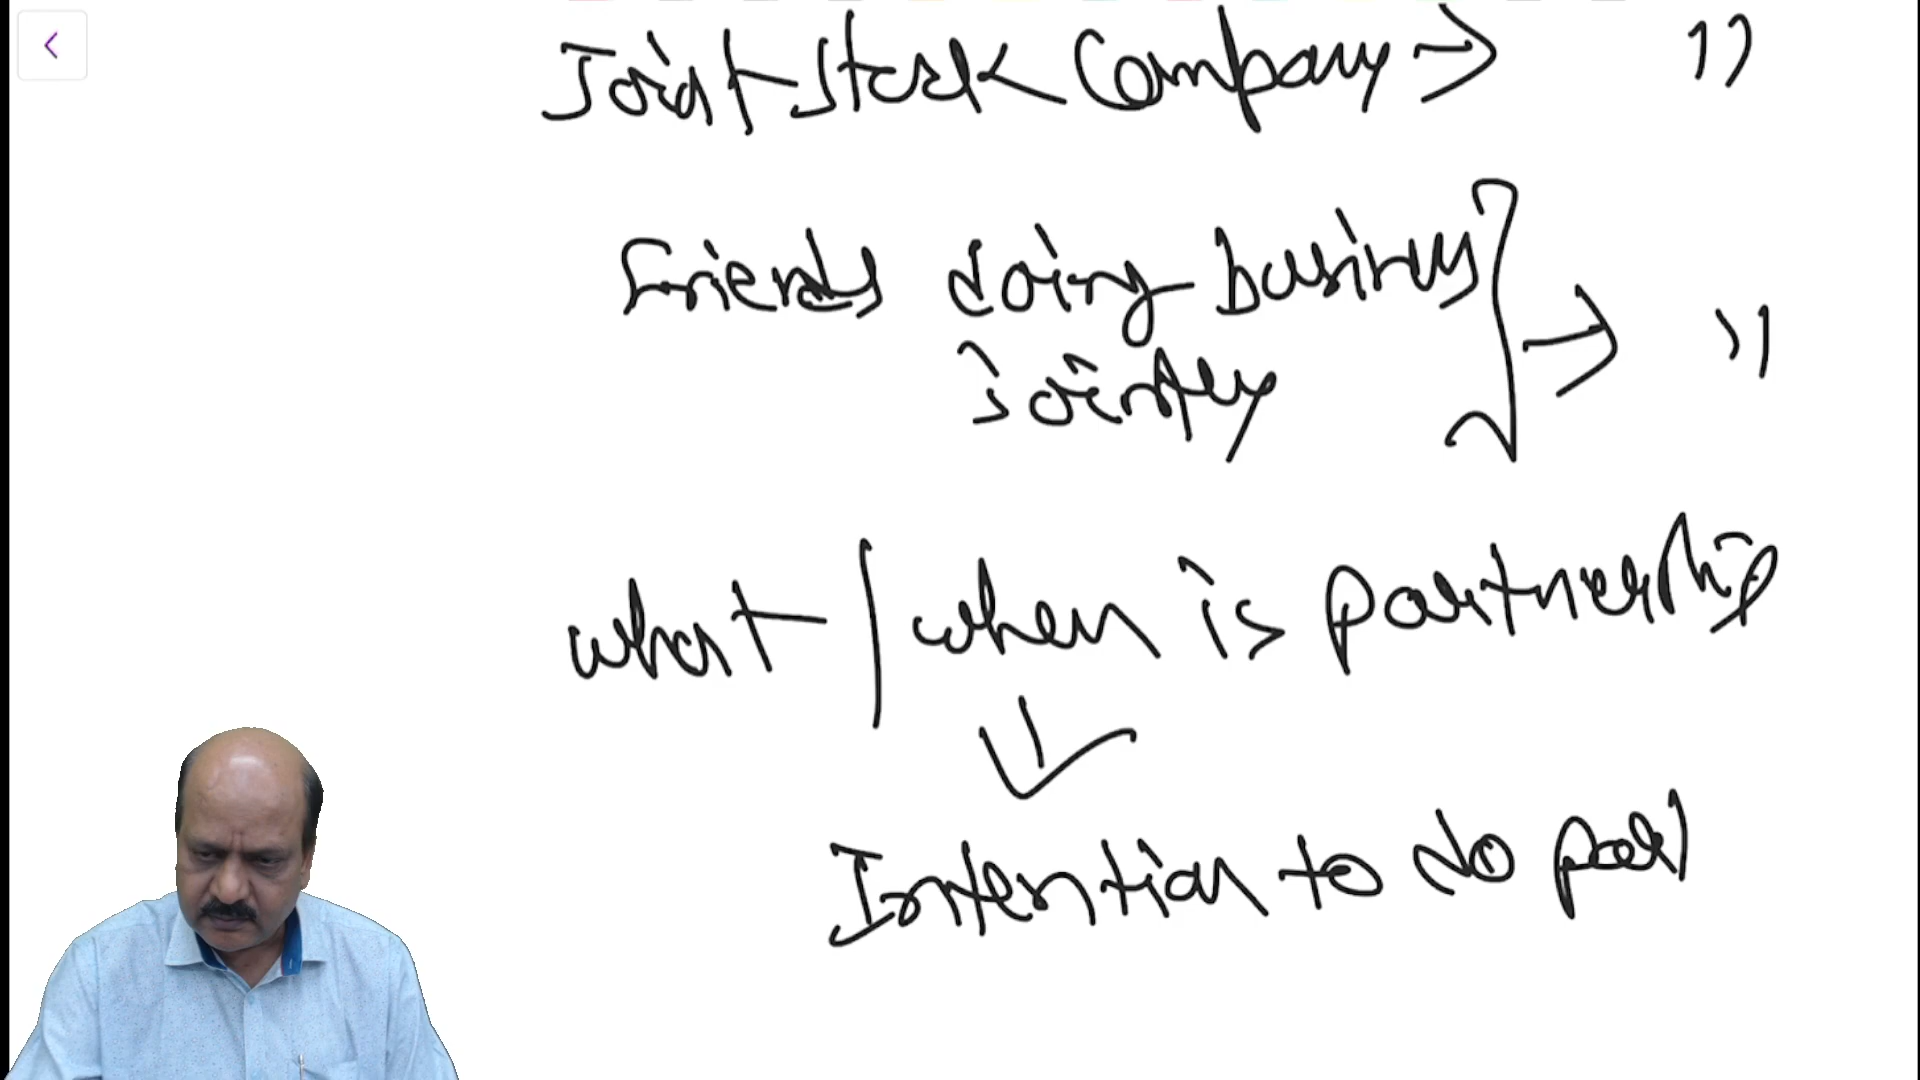 Joint Stock Company → ''
Friends doing business
jointly } → ''
what / when is partnership
Intention to do part